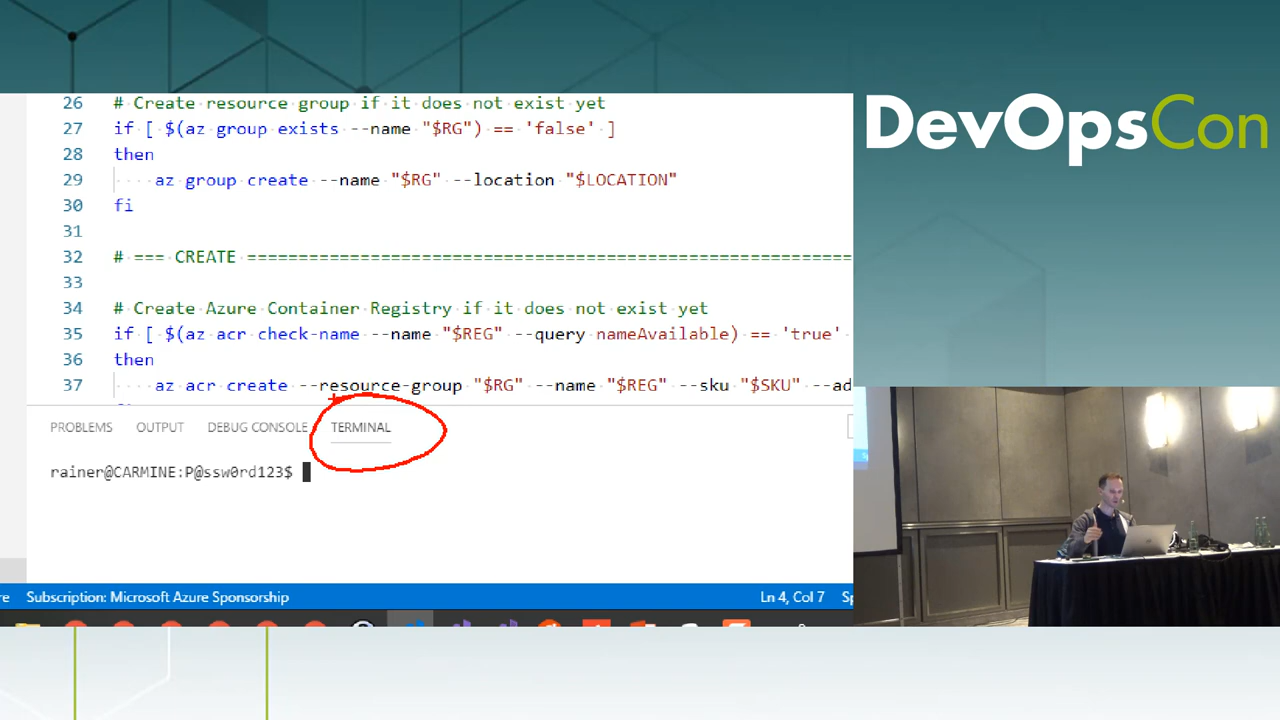 DevOpsCon
26 # Create resource group if it does not exist yet
27 if [ $(az group exists --name "$RG") == 'false' ]
28 then
29 az group create --name "$RG" --location "$LOCATION"
30 fi
31
32 # === CREATE ===========================================================
33
34 # Create Azure Container Registry if it does not exist yet
35 if [ $(az acr check-name --name "$REG" --query nameAvailable) == 'true'
36 then
37 az acr create --resource-group "$RG" --name "$REG" --sku "$SKU" --ad
PROBLEMS OUTPUT DEBUG CONSOLE TERMINAL
rainer@CARMINE:P@ssw0rd123$
Subscription: Microsoft Azure Sponsorship Ln 4, Col 7